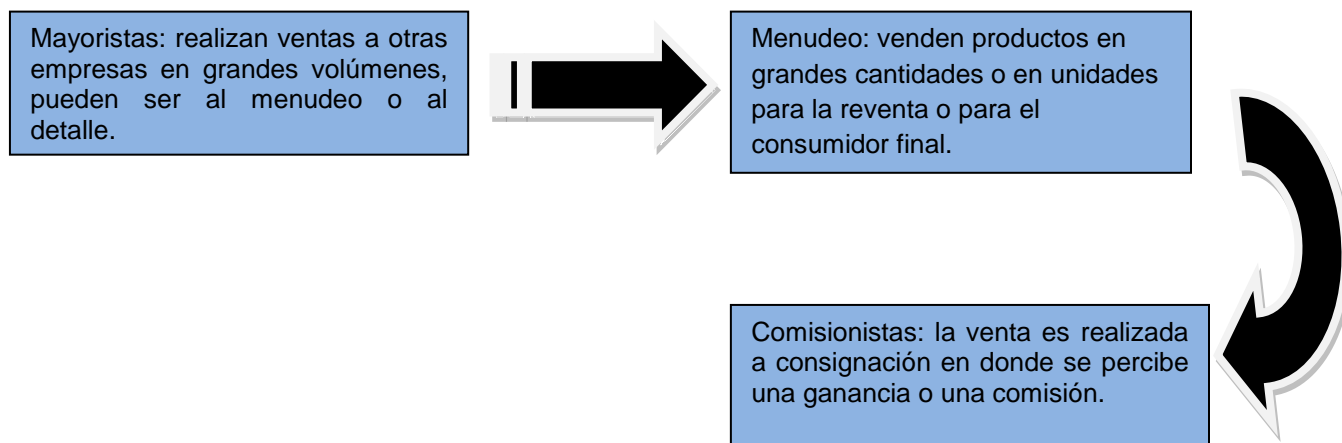 Mayoristas: realizan ventas a otras
empresas en grandes volúmenes,
pueden ser al menudeo o al
detalle.
Menudeo: venden productos en
grandes cantidades o en unidades
para la reventa o para el
consumidor final.
Comisionistas: la venta es realizada
a consignación en donde se percibe
una ganancia o una comisión.